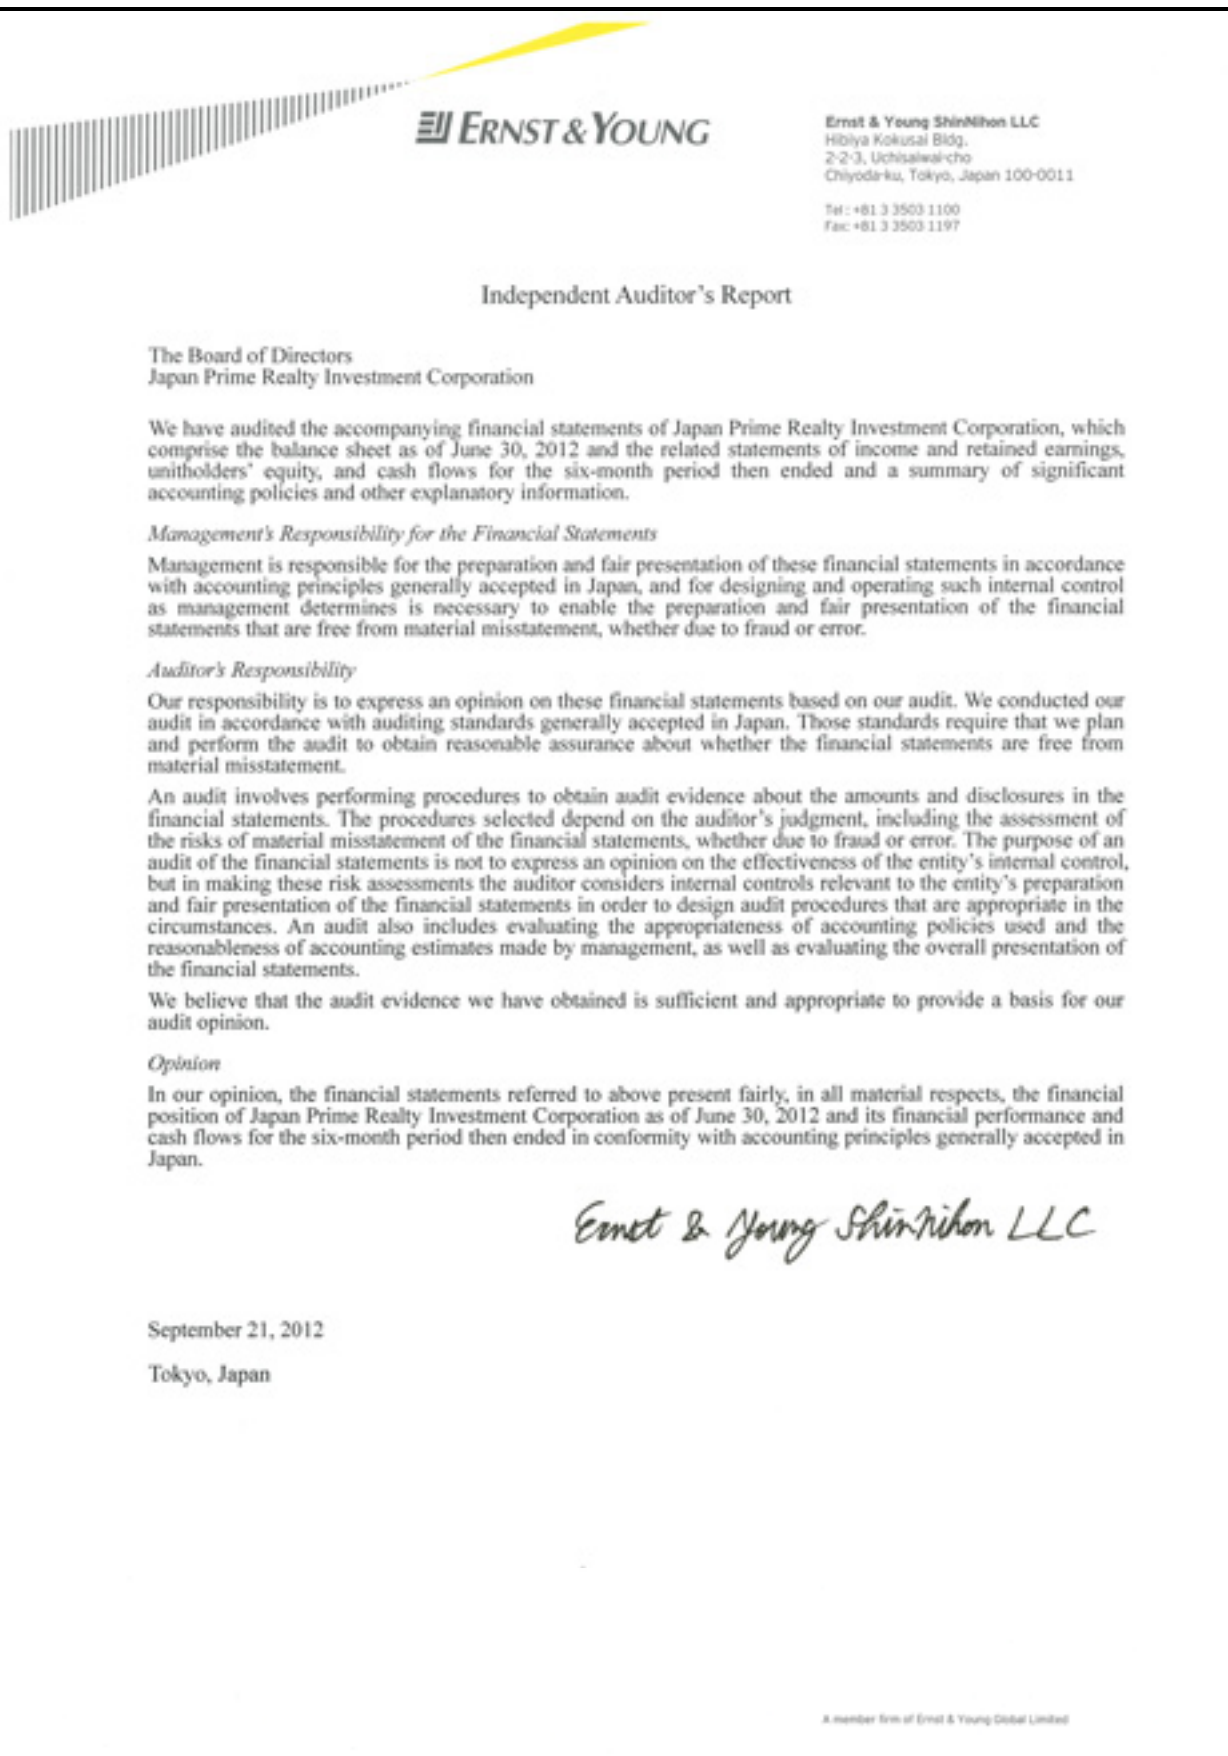 ERNST & YOUNG
Ernst & Young ShinNihon LLC
Hibiya Kokusai Bldg.
2-2-3, Uchisaiwai-cho
Chiyoda-ku, Tokyo, Japan 100-0011
Tel : +81 3 3503 1100
Fax: +81 3 3503 1197
Independent Auditor's Report
The Board of Directors
Japan Prime Realty Investment Corporation
We have audited the accompanying financial statements of Japan Prime Realty Investment Corporation, which
comprise the balance sheet as of June 30, 2012 and the related statements of income and retained earnings,
unitholders' equity, and cash flows for the six-month period then ended and a summary of significant
accounting policies and other explanatory information.
Management's Responsibility for the Financial Statements
Management is responsible for the preparation and fair presentation of these financial statements in accordance
with accounting principles generally accepted in Japan, and for designing and operating such internal control
as management determines is necessary to enable the preparation and fair presentation of the financial
statements that are free from material misstatement, whether due to fraud or error.
Auditor's Responsibility
Our responsibility is to express an opinion on these financial statements based on our audit. We conducted our
audit in accordance with auditing standards generally accepted in Japan. Those standards require that we plan
and perform the audit to obtain reasonable assurance about whether the financial statements are free from
material misstatement.
An audit involves performing procedures to obtain audit evidence about the amounts and disclosures in the
financial statements. The procedures selected depend on the auditor's judgment, including the assessment of
the risks of material misstatement of the financial statements, whether due to fraud or error. The purpose of an
audit of the financial statements is not to express an opinion on the effectiveness of the entity's internal control,
but in making these risk assessments the auditor considers internal controls relevant to the entity's preparation
and fair presentation of the financial statements in order to design audit procedures that are appropriate in the
circumstances. An audit also includes evaluating the appropriateness of accounting policies used and the
reasonableness of accounting estimates made by management, as well as evaluating the overall presentation of
the financial statements.
We believe that the audit evidence we have obtained is sufficient and appropriate to provide a basis for our
audit opinion.
Opinion
In our opinion, the financial statements referred to above present fairly, in all material respects, the financial
position of Japan Prime Realty Investment Corporation as of June 30, 2012 and its financial performance and
cash flows for the six-month period then ended in conformity with accounting principles generally accepted in
Japan.
Ernst & Young ShinNihon LLC
September 21, 2012
Tokyo, Japan
A member firm of Ernst & Young Global Limited